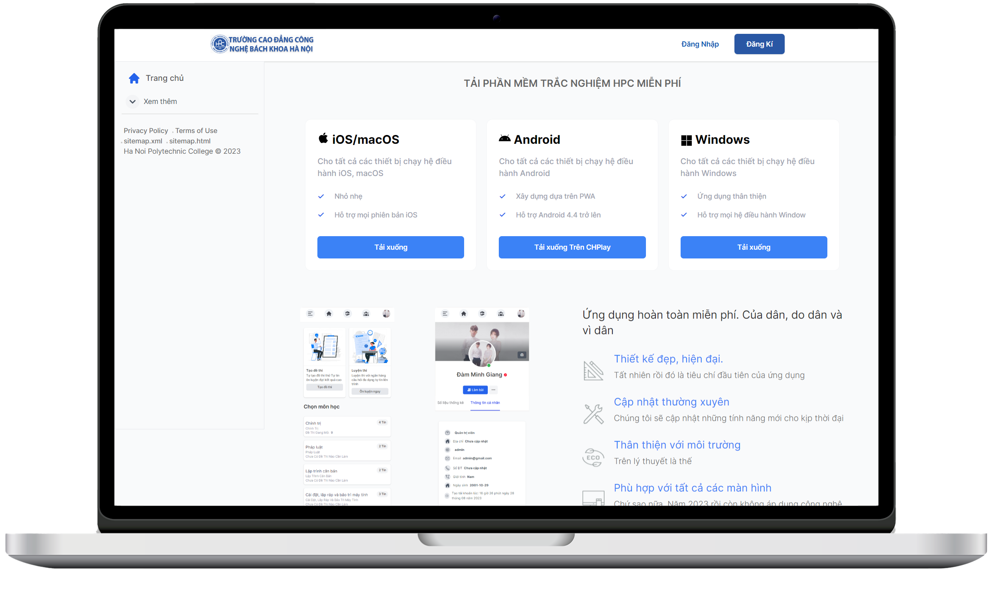 TRƯỜNG CAO ĐẲNG CÔNG
NGHỆ BÁCH KHOA HÀ NỘI
Đăng Nhập
Đăng Kí
Trang chủ
Xem thêm
Privacy Policy . Terms of Use
. sitemap.xml . sitemap.html
Ha Noi Polytechnic College © 2023
TẢI PHẦN MỀM TRẮC NGHIỆM HPC MIỄN PHÍ
iOS/macOS
Cho tất cả các thiết bị chạy hệ điều
hành iOS, macOS
Nhỏ nhẹ
Hỗ trợ mọi phiên bản iOS
Tải xuống
Android
Cho tất cả các thiết bị chạy hệ điều
hành Android
Xây dựng dựa trên PWA
Hỗ trợ Android 4.4 trở lên
Tải xuống Trên CHPlay
Windows
Cho tất cả các thiết bị chạy hệ điều
hành Windows
Ứng dụng thân thiện
Hỗ trợ mọi hệ điều hành Window
Tải xuống
EXAM
Tạo đề thi
Tự tạo đề thi thử Tự tin
ôn luyện đạt kết quả cao
Tạo đề thi
Luyện thi
Luyện thi với ngân hàng
câu hỏi đa dạng tự tin lên
trình
Ôn luyện ngay
Chọn môn học
Chính trị
4 Tín
Chính Trị
Đề Thi Đang Mở: 9
Pháp luật
2 Tín
Pháp Luật
Chưa Có Đề Thi Nào Cần Làm
Lập trình căn bản
2 Tín
Lập Trình Căn Bản
Chưa Có Đề Thi Nào Cần Làm
Cài đặt, lắp ráp và bảo trì máy tính
3 Tín
Cài Đặt, Lắp Ráp Và Bảo Trì Máy Tính
Chưa Có Đề Thi Nào Cần Làm
Đàm Minh Giang
Làm bài
Số liệu thống kê
Thông tin cá nhân
Quản trị viên
Địa chỉ Chưa cập nhật
admin
Email admin@gmail.com
Số ĐT Chưa cập nhật
Giới tính Nam
Ngày sinh 2001-10-29
Tạo tài khoản lúc: 16 giờ 26 phút ngày 28
tháng 08 năm 2023
Ứng dụng hoàn toàn miễn phí. Của dân, do dân và
vì dân
Thiết kế đẹp, hiện đại.
Tất nhiên rồi đó là tiêu chí đầu tiên của ứng dụng
Cập nhật thường xuyên
Chúng tôi sẽ cập nhật những tính năng mới cho kịp thời đại
ECO
Thân thiện với môi trường
Trên lý thuyết là thế
Phù hợp với tất cả các màn hình
Chứ sao nữa. Năm 2023 rồi còn không áp dụng công nghệ